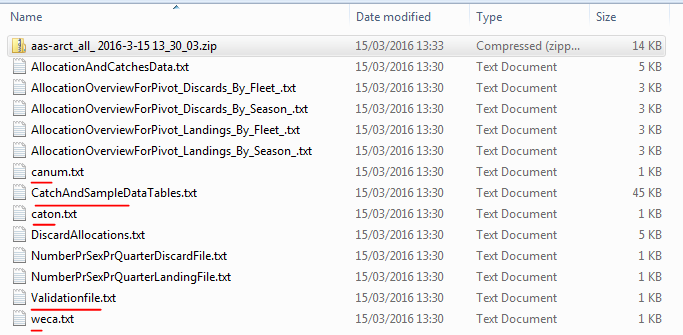 Name Date modified Type Size
aas-arct_all_ 2016-3-15 13_30_03.zip 15/03/2016 13:33 Compressed (zipp... 14 KB
AllocationAndCatchesData.txt 15/03/2016 13:30 Text Document 5 KB
AllocationOverviewForPivot_Discards_By_Fleet_.txt 15/03/2016 13:30 Text Document 3 KB
AllocationOverviewForPivot_Discards_By_Season_.txt 15/03/2016 13:30 Text Document 3 KB
AllocationOverviewForPivot_Landings_By_Fleet_.txt 15/03/2016 13:30 Text Document 3 KB
AllocationOverviewForPivot_Landings_By_Season_.txt 15/03/2016 13:30 Text Document 3 KB
canum.txt 15/03/2016 13:30 Text Document 1 KB
CatchAndSampleDataTables.txt 15/03/2016 13:30 Text Document 45 KB
caton.txt 15/03/2016 13:30 Text Document 1 KB
DiscardAllocations.txt 15/03/2016 13:30 Text Document 5 KB
NumberPrSexPrQuarterDiscardFile.txt 15/03/2016 13:30 Text Document 1 KB
NumberPrSexPrQuarterLandingFile.txt 15/03/2016 13:30 Text Document 1 KB
Validationfile.txt 15/03/2016 13:30 Text Document 1 KB
weca.txt 15/03/2016 13:30 Text Document 1 KB